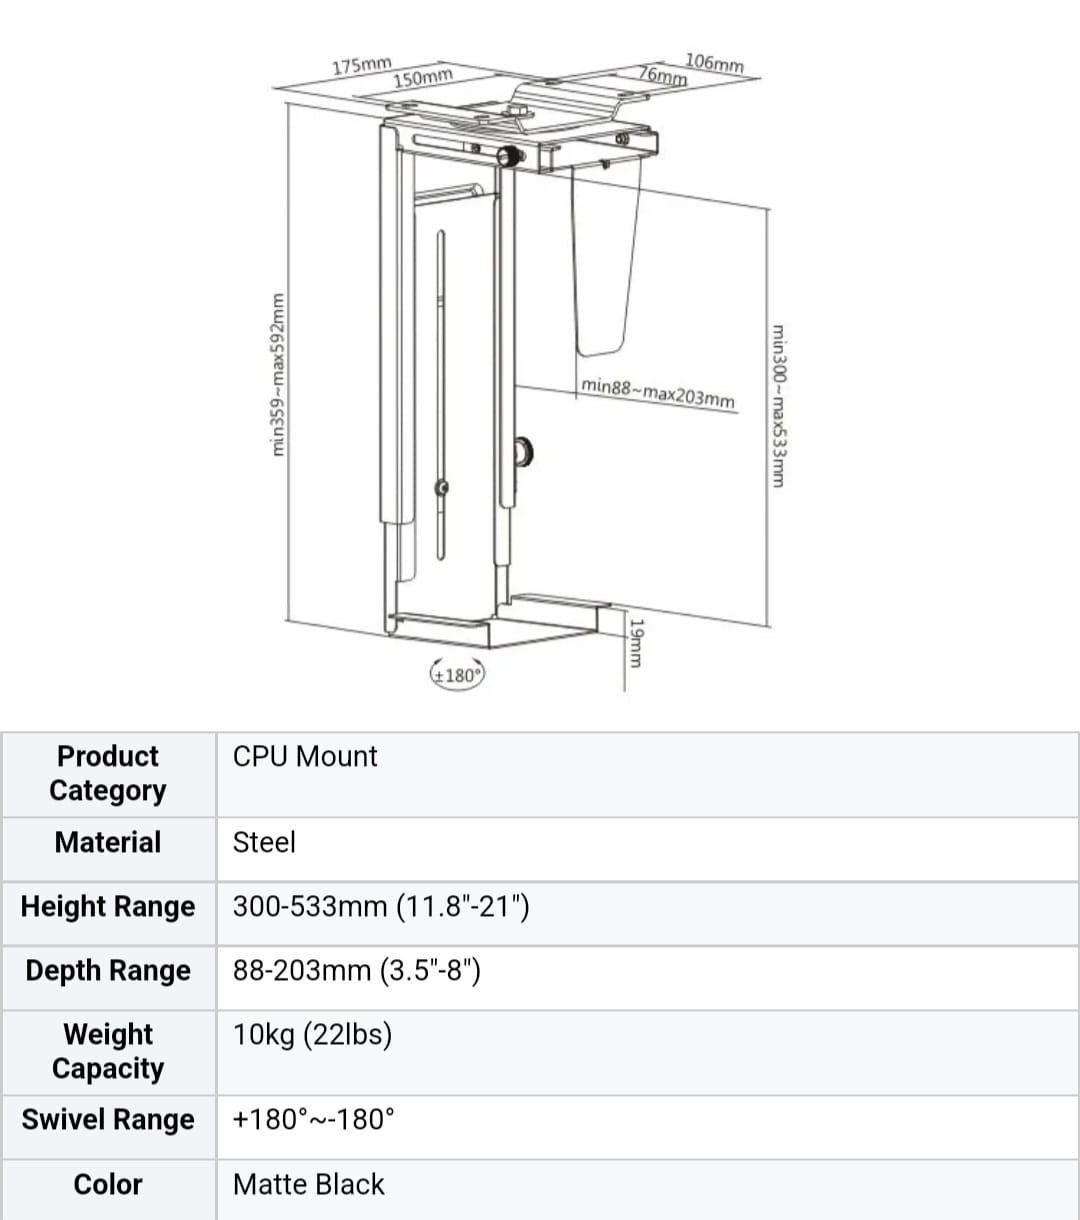 175mm
150mm
106mm
76mm
min359~max592mm
min300~max533mm
min88~max203mm
19mm
±180°
Product Category
CPU Mount
Material
Steel
Height Range
300-533mm (11.8"-21")
Depth Range
88-203mm (3.5"-8")
Weight Capacity
10kg (22lbs)
Swivel Range
+180°~-180°
Color
Matte Black